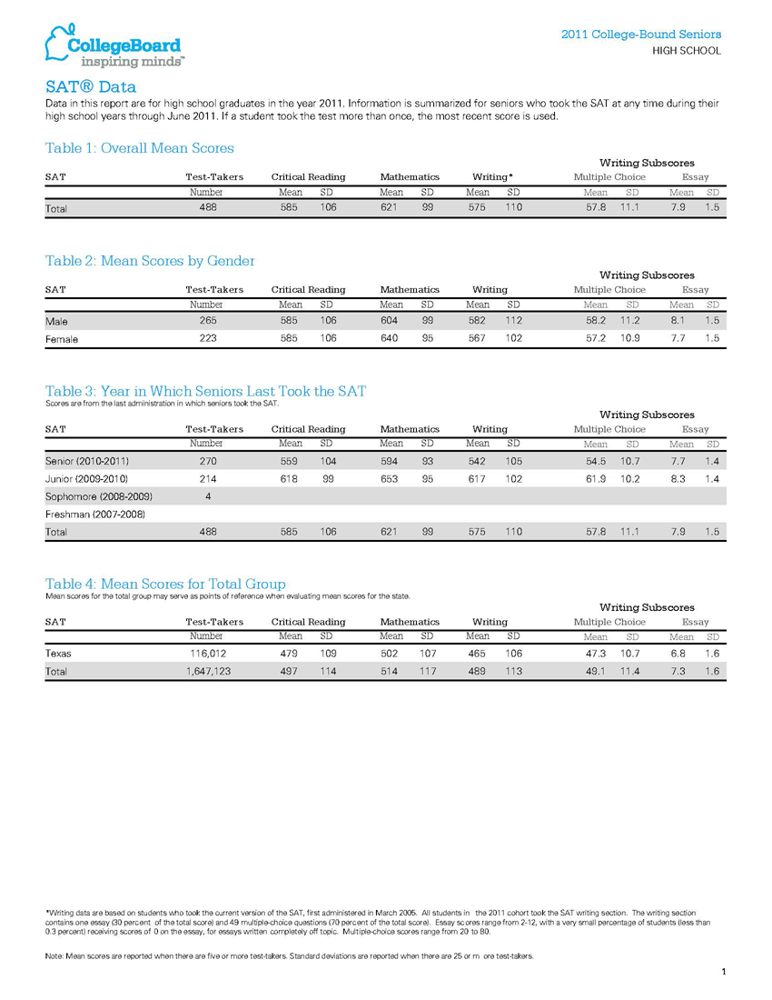 CollegeBoard
inspiring minds™
2011 College-Bound Seniors
HIGH SCHOOL
SAT® Data
Data in this report are for high school graduates in the year 2011. Information is summarized for seniors who took the SAT at any time during their
high school years through June 2011. If a student took the test more than once, the most recent score is used.
Table 1: Overall Mean Scores
Writing Subscores
SAT Test-Takers Critical Reading Mathematics Writing* Multiple Choice Essay
Number Mean SD Mean SD Mean SD Mean SD Mean SD
Total 488 585 106 621 99 575 110 57.8 11.1 7.9 1.5
Table 2: Mean Scores by Gender
Writing Subscores
SAT Test-Takers Critical Reading Mathematics Writing Multiple Choice Essay
Number Mean SD Mean SD Mean SD Mean SD Mean SD
Male 265 585 106 604 99 582 112 58.2 11.2 8.1 1.5
Female 223 585 106 640 95 567 102 57.2 10.9 7.7 1.5
Table 3: Year in Which Seniors Last Took the SAT
Scores are from the last administration in which seniors took the SAT.
Writing Subscores
SAT Test-Takers Critical Reading Mathematics Writing Multiple Choice Essay
Number Mean SD Mean SD Mean SD Mean SD Mean SD
Senior (2010-2011) 270 559 104 594 93 542 105 54.5 10.7 7.7 1.4
Junior (2009-2010) 214 618 99 653 95 617 102 61.9 10.2 8.3 1.4
Sophomore (2008-2009) 4
Freshman (2007-2008)
Total 488 585 106 621 99 575 110 57.8 11.1 7.9 1.5
Table 4: Mean Scores for Total Group
Mean scores for the total group may serve as points of reference when evaluating mean scores for the state.
Writing Subscores
SAT Test-Takers Critical Reading Mathematics Writing Multiple Choice Essay
Number Mean SD Mean SD Mean SD Mean SD Mean SD
Texas 116,012 479 109 502 107 465 106 47.3 10.7 6.8 1.6
Total 1,647,123 497 114 514 117 489 113 49.1 11.4 7.3 1.6
*Writing data are based on students who took the current version of the SAT, first administered in March 2005. All students in the 2011 cohort took the SAT writing section. The writing section
contains one essay (30 percent of the total score) and 49 multiple-choice questions (70 percent of the total score). Essay scores range from 2-12, with a very small percentage of students (less than
0.3 percent) receiving scores of 0 on the essay, for essays written completely off topic. Multiple-choice scores range from 20 to 80.
Note: Mean scores are reported when there are five or more test-takers. Standard deviations are reported when there are 25 or m ore test-takers.
1